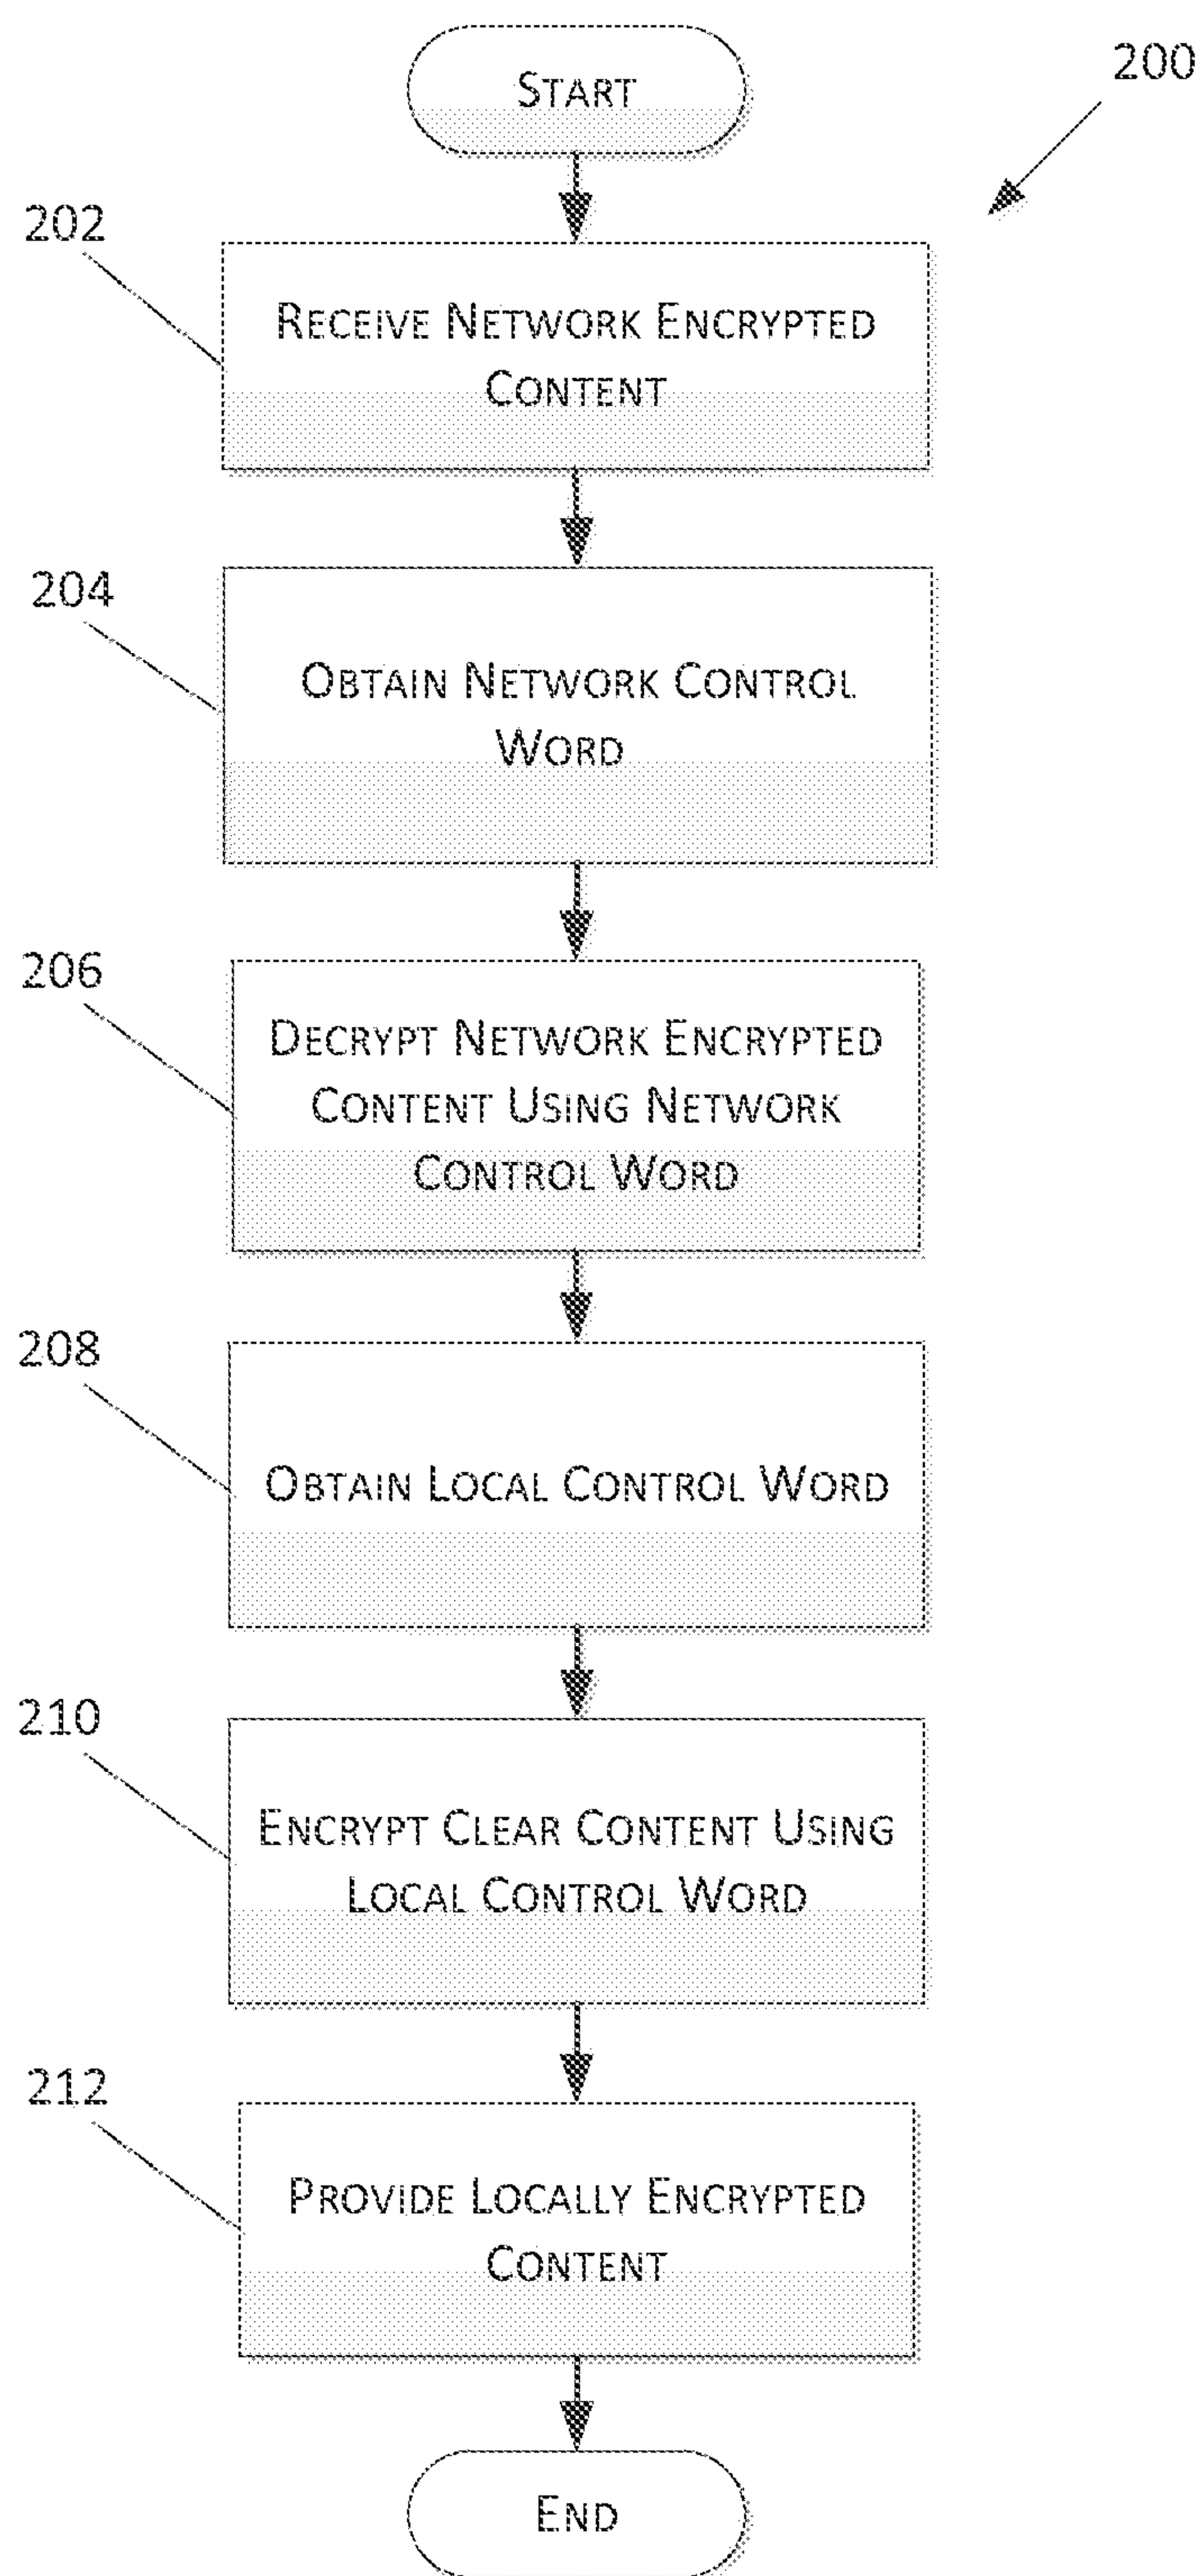 START
200
202
RECEIVE NETWORK ENCRYPTED
CONTENT
204
OBTAIN NETWORK CONTROL
WORD
206
DECRYPT NETWORK ENCRYPTED
CONTENT USING NETWORK
CONTROL WORD
208
OBTAIN LOCAL CONTROL WORD
210
ENCRYPT CLEAR CONTENT USING
LOCAL CONTROL WORD
212
PROVIDE LOCALLY ENCRYPTED
CONTENT
END